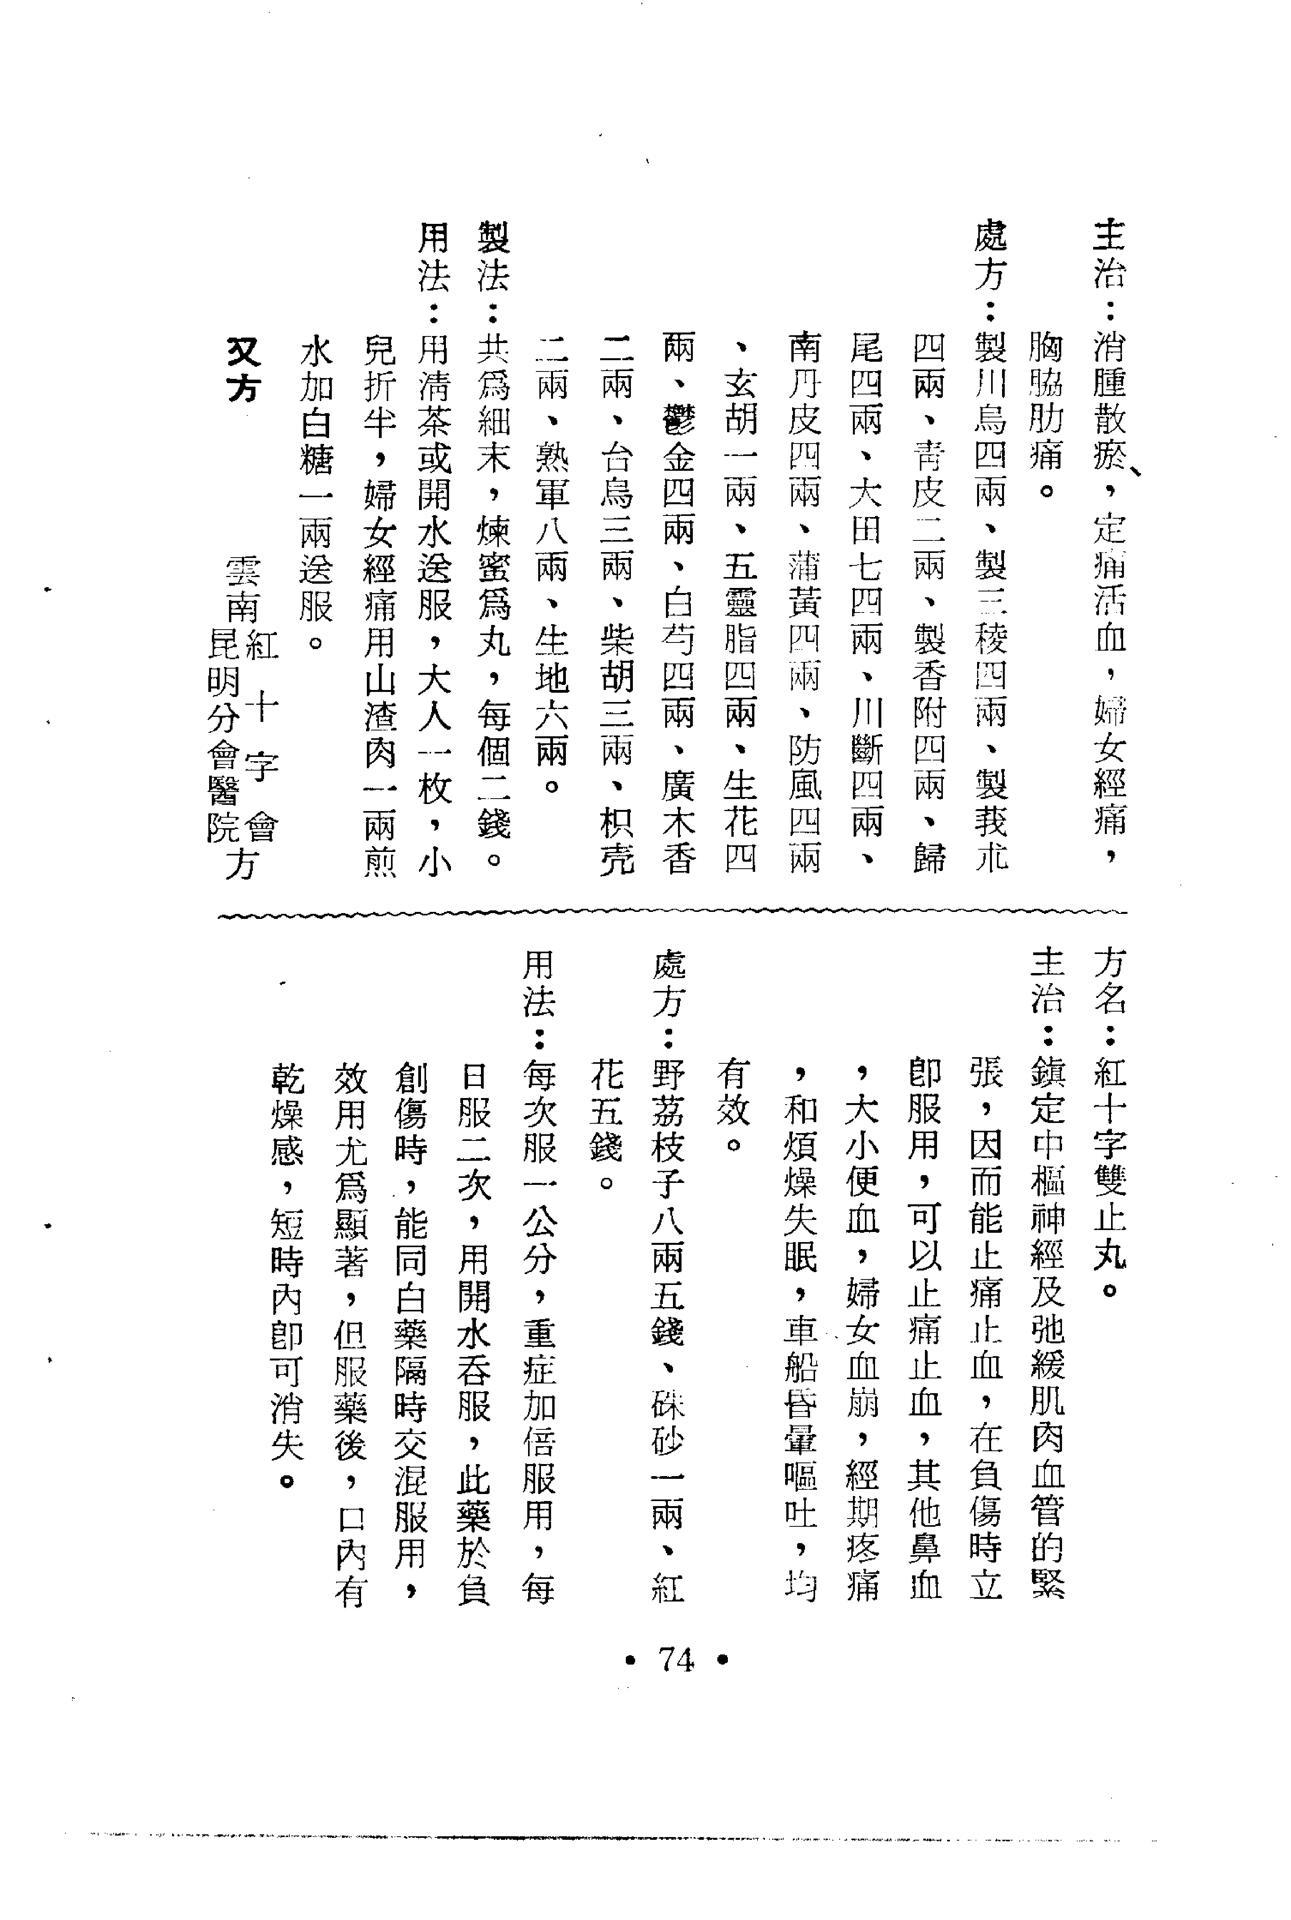 主治：消腫散瘀，定痛活血，婦女經痛，
胸脇肋痛。
處方：製川烏四兩、製三稜四兩、製莪朮
四兩、靑皮二兩、製香附四兩、歸
尾四兩、大田七四兩、川斷四兩、
南丹皮四兩、蒲黃四兩、防風四兩
、玄胡一兩、五靈脂四兩、生花四
兩、鬱金四兩、白芍四兩、廣木香
二兩、台烏三兩、柴胡三兩、枳壳
二兩、熟軍八兩、生地六兩。
製法：共爲細末，煉蜜爲丸，每個二錢。
用法：用淸茶或開水送服，大人一枚，小
兒折半，婦女經痛用山渣肉一兩煎
水加白糖一兩送服。
又方　雲南紅十字會昆明分會醫院方
方名：紅十字雙止丸。
主治：鎭定中樞神經及弛緩肌肉血管的緊
張，因而能止痛止血，在負傷時立
卽服用，可以止痛止血，其他鼻血
，大小便血，婦女血崩，經期疼痛
，和煩燥失眠，車船昏暈嘔吐，均
有效。
處方：野荔枝子八兩五錢、硃砂一兩、紅
花五錢。
用法：每次服一公分，重症加倍服用，每
日服二次，用開水吞服，此藥於負
創傷時，能同白藥隔時交混服用，
效用尤爲顯著，但服藥後，口內有
乾燥感，短時內卽可消失。
• 74 •